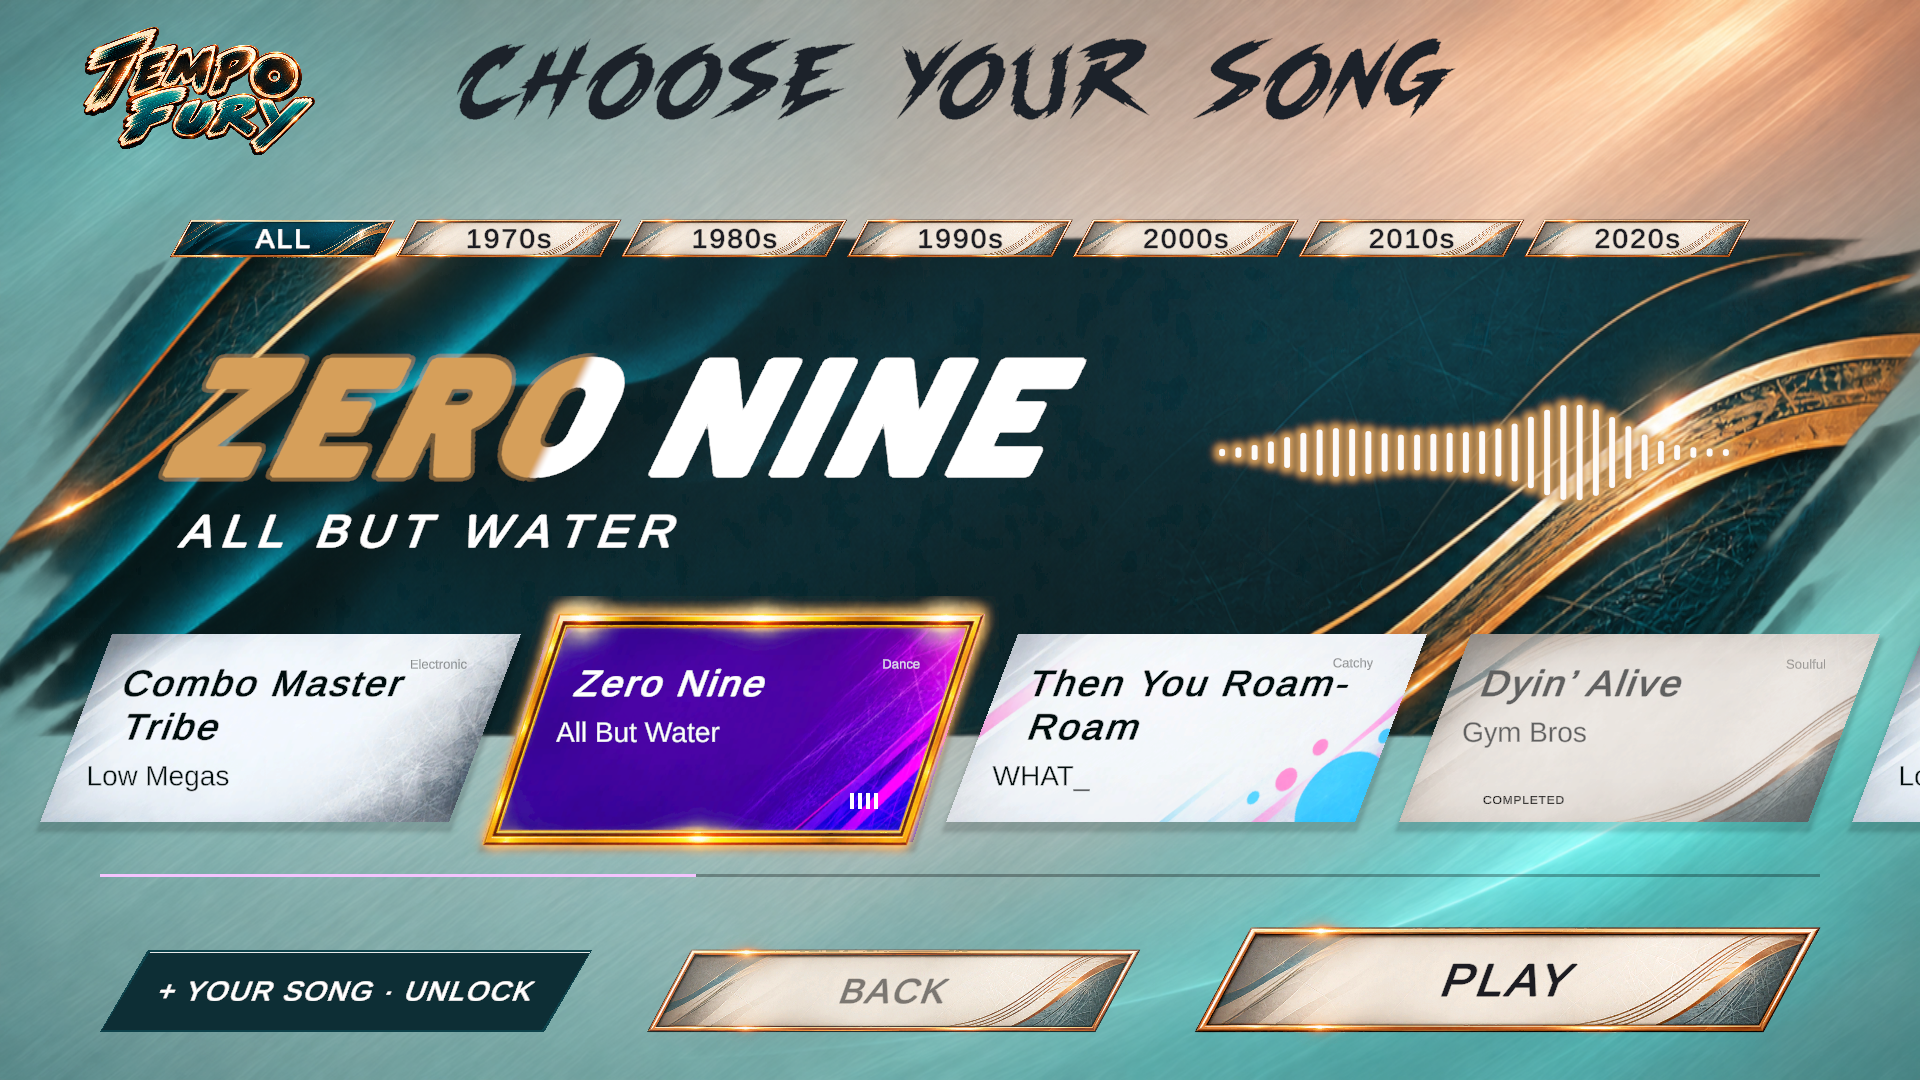 TEMPO
FURY
CHOOSE YOUR SONG
ALL
1970s
1980s
1990s
2000s
2010s
2020s
ZERO NINE
ALL BUT WATER
Electronic
Combo Master
Tribe
Low Megas
Dance
Zero Nine
All But Water
Catchy
Then You Roam-
Roam
WHAT_
Soulful
Dyin’ Alive
Gym Bros
COMPLETED
+ YOUR SONG · UNLOCK
BACK
PLAY